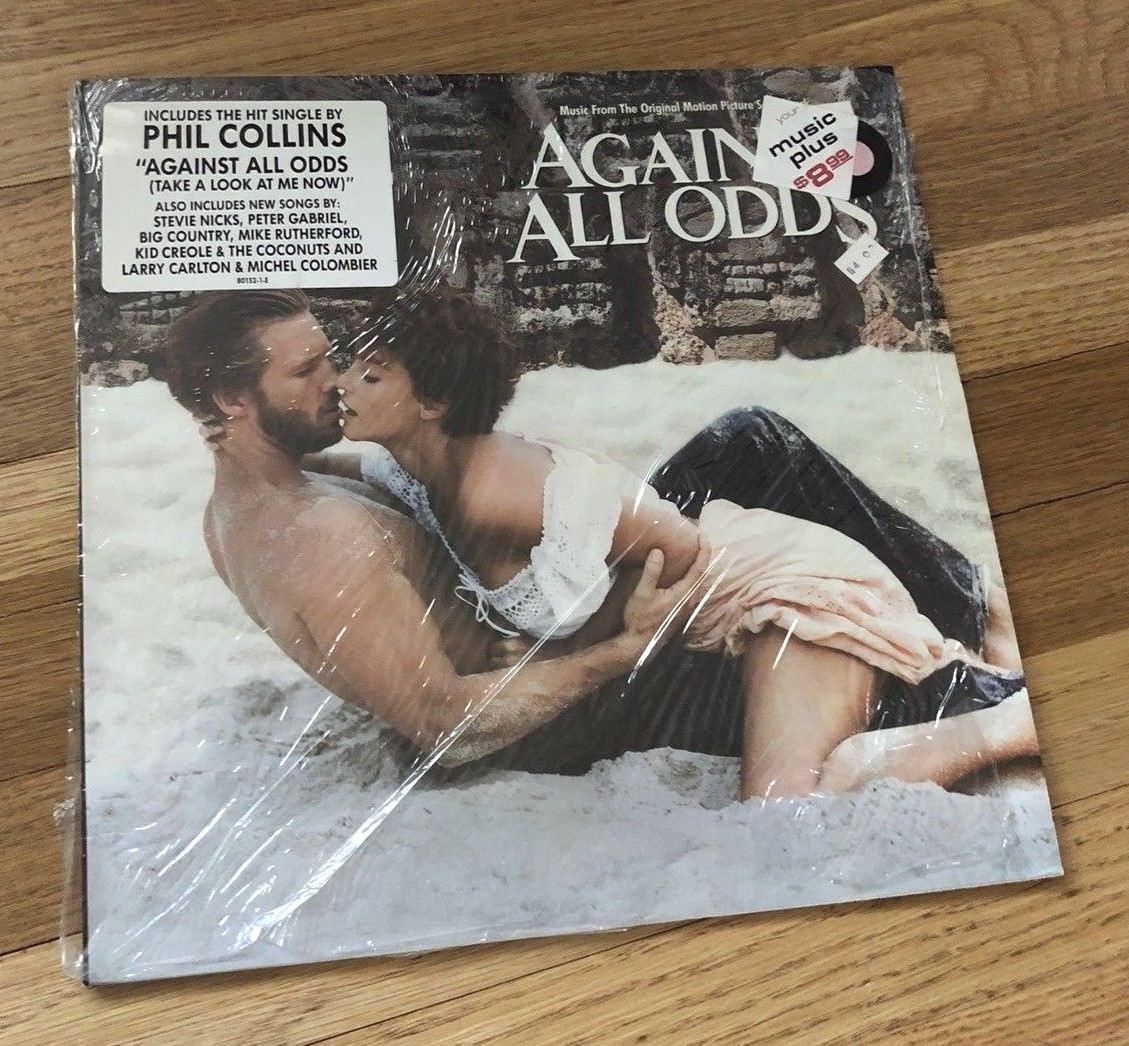 INCLUDES THE HIT SINGLE BY
PHIL COLLINS
"AGAINST ALL ODDS
(TAKE A LOOK AT ME NOW)"
ALSO INCLUDES NEW SONGS BY:
STEVIE NICKS, PETER GABRIEL,
BIG COUNTRY, MIKE RUTHERFORD,
KID CREOLE & THE COCONUTS AND
LARRY CARLTON & MICHEL COLOMBIER
80152-1-E
Music From The Original Motion Picture S
AGAIN
ALL ODDS
your
music
plus
$8.99
84